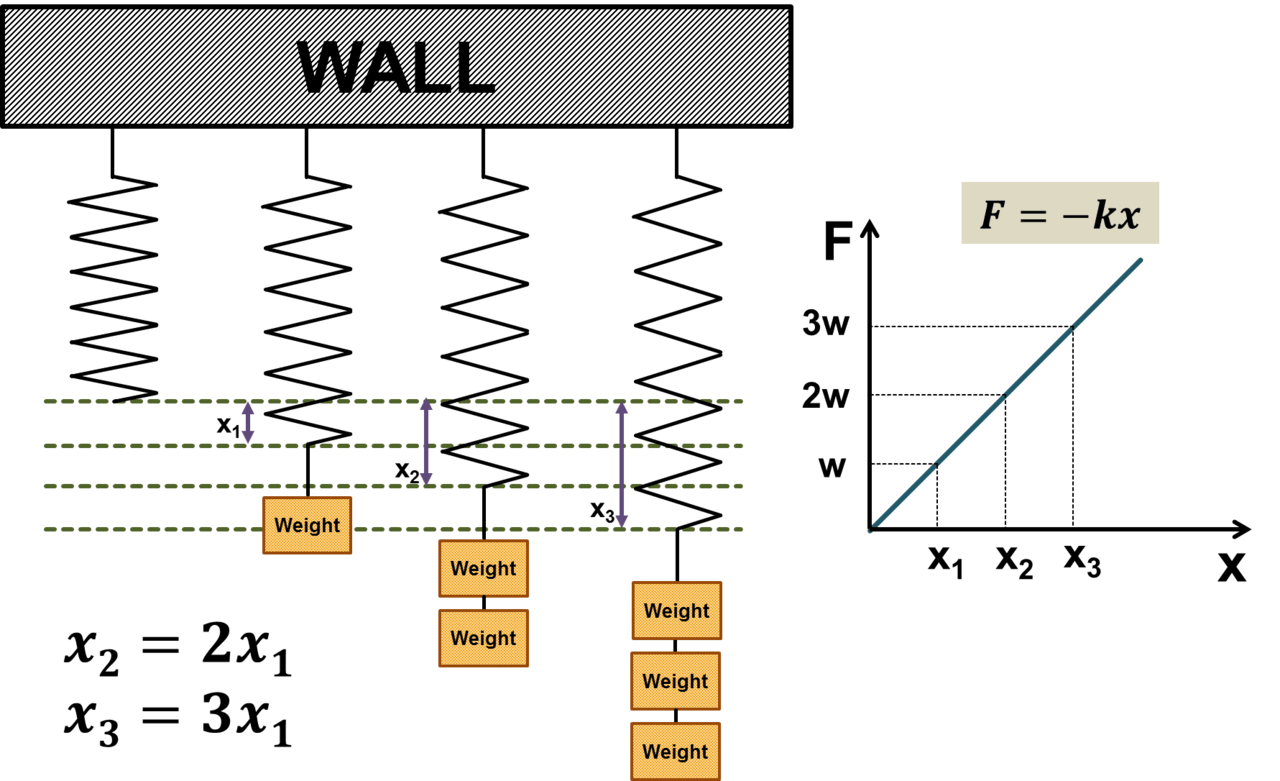 WALL
x₁
x₂
x₃
Weight
Weight
Weight
Weight
Weight
Weight
x₂ = 2x₁
x₃ = 3x₁
F = −kx
F
3w
2w
w
x₁ x₂ x₃
x